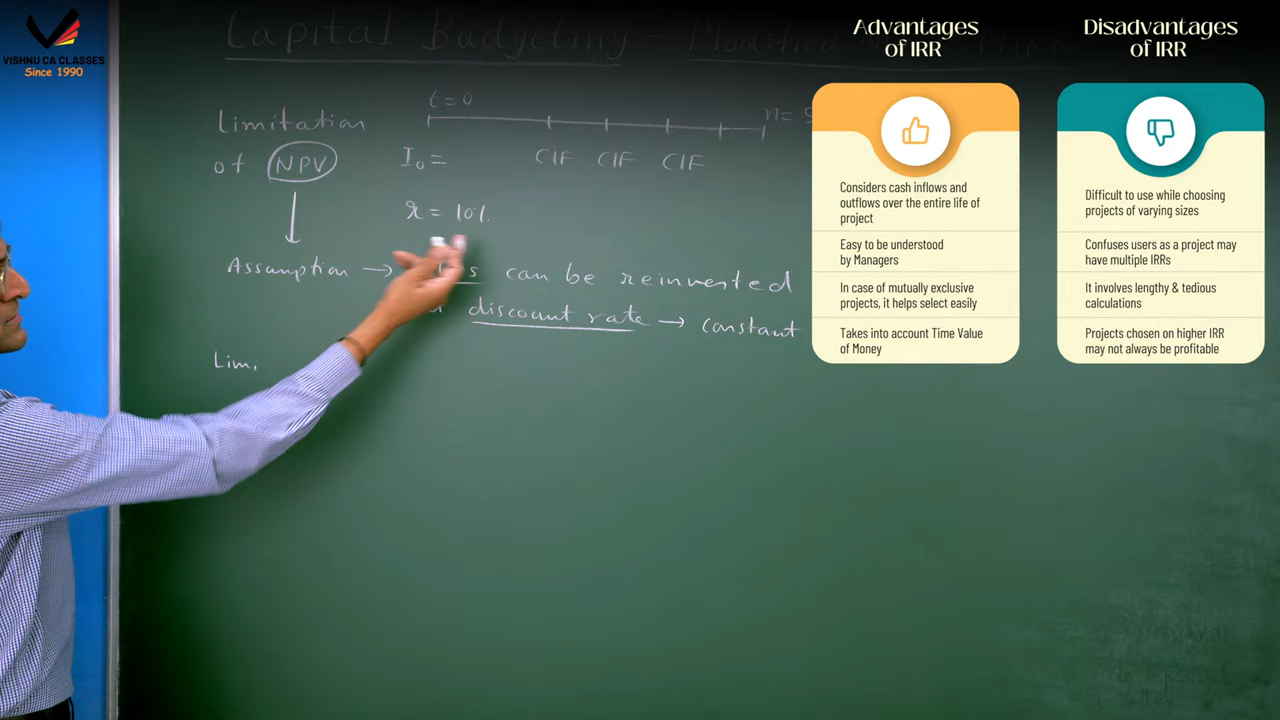 VISHNU CA CLASSES
Since 1990
Capital Budgeting – Modified
t=0
Limitation
of NPV
I₀ =
CIF CIF CIF
r = 10%
Assumption → can be reinvested
discount rate → constant
Lim.
Advantages
of IRR
Considers cash inflows and
outflows over the entire life of
project
Easy to be understood
by Managers
In case of mutually exclusive
projects, it helps select easily
Takes into account Time Value
of Money
Disadvantages
of IRR
Difficult to use while choosing
projects of varying sizes
Confuses users as a project may
have multiple IRRs
It involves lengthy & tedious
calculations
Projects chosen on higher IRR
may not always be profitable